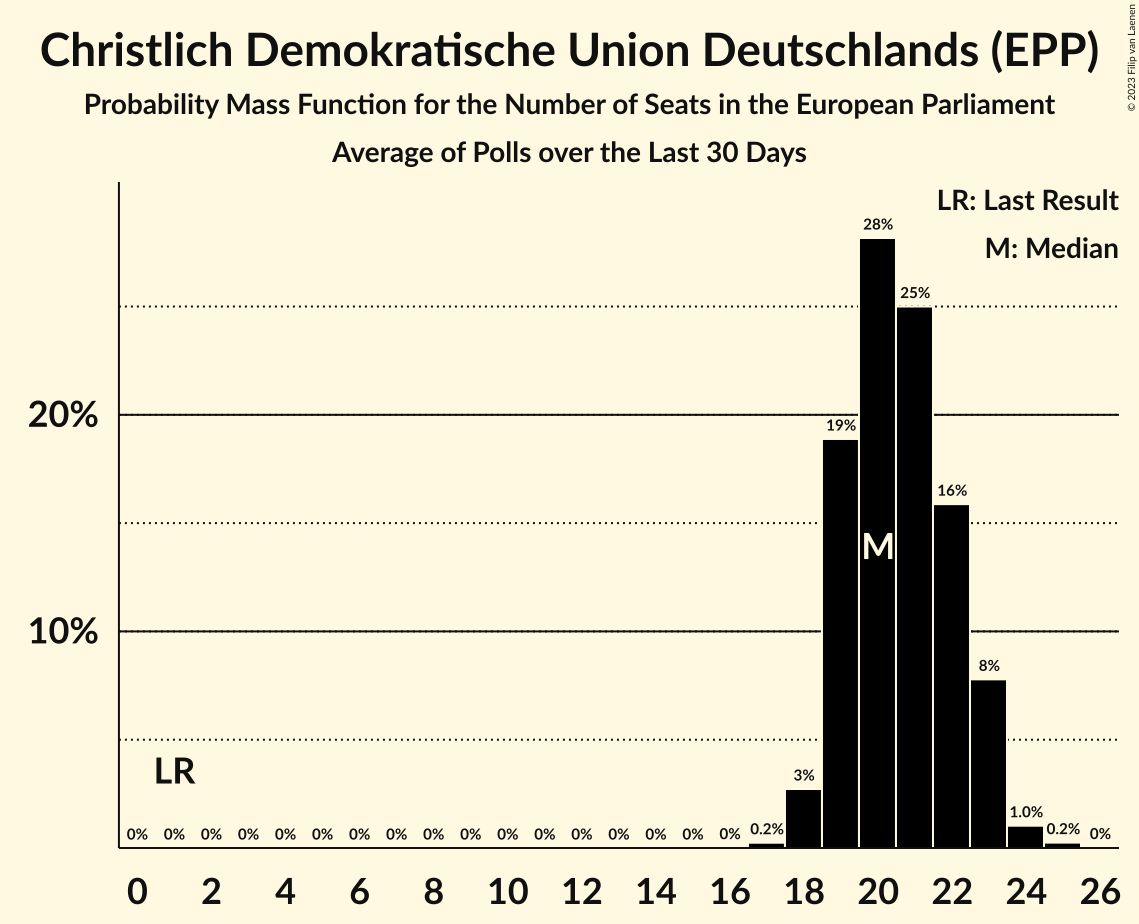 Christlich Demokratische Union Deutschlands (EPP)
Probability Mass Function for the Number of Seats in the European Parliament
Average of Polls over the Last 30 Days
© 2023 Filip van Laenen
LR: Last Result
M: Median
28%
25%
20%
19%
16%
M
10%
8%
LR
3%
1.0%
0% 0% 0% 0% 0% 0% 0% 0% 0% 0% 0% 0% 0% 0% 0% 0% 0% 0.2% 0.2% 0%
0 2 4 6 8 10 12 14 16 18 20 22 24 26